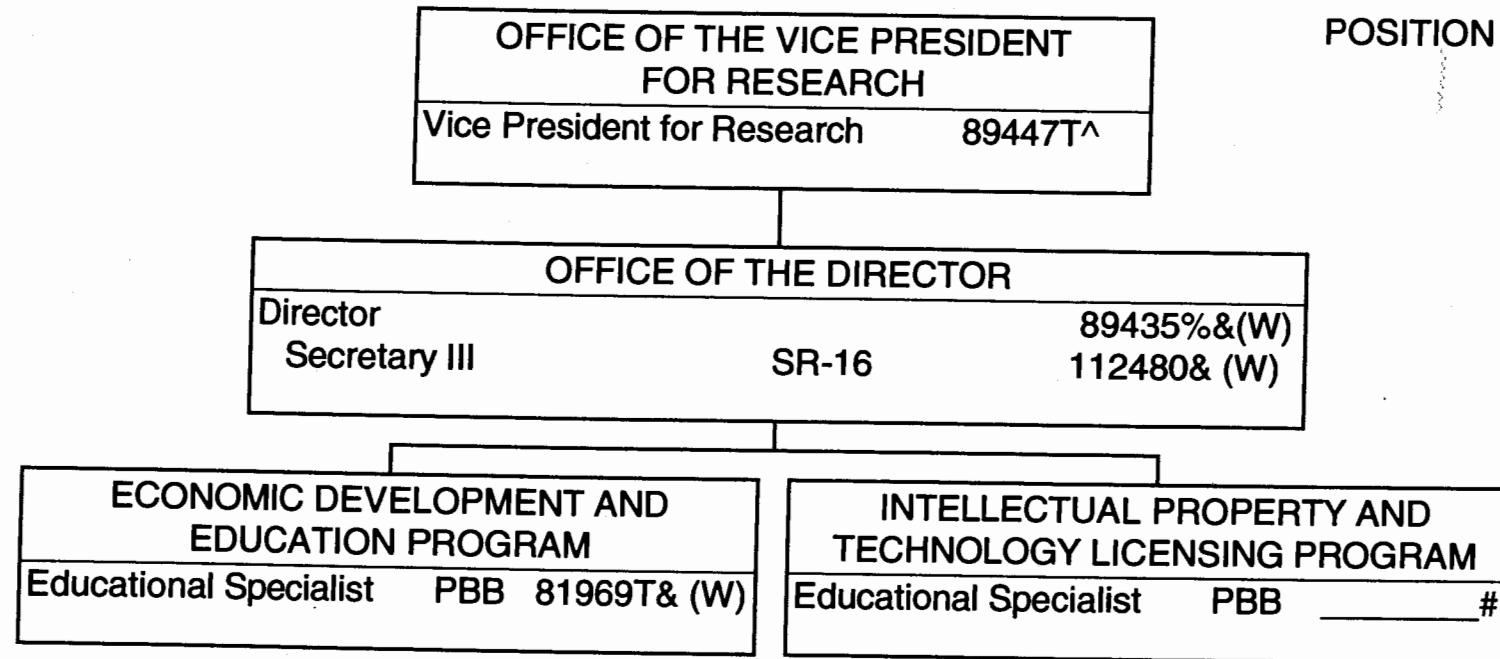 POSITION
OFFICE OF THE VICE PRESIDENT
FOR RESEARCH
Vice President for Research 89447T^
OFFICE OF THE DIRECTOR
Director 89435%&(W)
Secretary III SR-16 112480& (W)
ECONOMIC DEVELOPMENT AND
EDUCATION PROGRAM
Educational Specialist PBB 81969T& (W)
INTELLECTUAL PROPERTY AND
TECHNOLOGY LICENSING PROGRAM
Educational Specialist PBB ________#